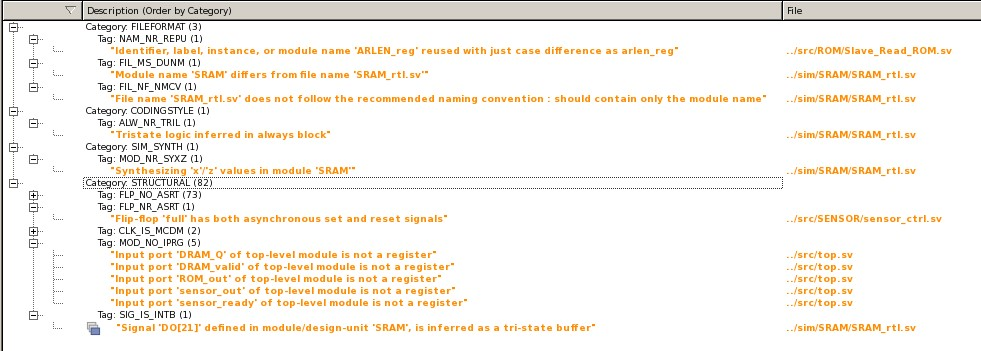 Description (Order by Category) File
Category: FILEFORMAT (3)
Tag: NAM_NR_REPU (1)
"Identifier, label, instance, or module name 'ARLEN_reg' reused with just case difference as arlen_reg" ../src/ROM/Slave_Read_ROM.sv
Tag: FIL_MS_DUNM (1)
"Module name 'SRAM' differs from file name 'SRAM_rtl.sv'" ../sim/SRAM/SRAM_rtl.sv
Tag: FIL_NF_NMCV (1)
"File name 'SRAM_rtl.sv' does not follow the recommended naming convention : should contain only the module name" ../sim/SRAM/SRAM_rtl.sv
Category: CODINGSTYLE (1)
Tag: ALW_NR_TRIL (1)
"Tristate logic inferred in always block" ../sim/SRAM/SRAM_rtl.sv
Category: SIM_SYNTH (1)
Tag: MOD_NR_SYXZ (1)
"Synthesizing 'x'/'z' values in module 'SRAM'" ../sim/SRAM/SRAM_rtl.sv
Category: STRUCTURAL (82)
Tag: FLP_NO_ASRT (73)
Tag: FLP_NR_ASRT (1)
"Flip-flop 'full' has both asynchronous set and reset signals" ../src/SENSOR/sensor_ctrl.sv
Tag: CLK_IS_MCDM (2)
Tag: MOD_NO_IPRG (5)
"Input port 'DRAM_Q' of top-level module is not a register" ../src/top.sv
"Input port 'DRAM_valid' of top-level module is not a register" ../src/top.sv
"Input port 'ROM_out' of top-level module is not a register" ../src/top.sv
"Input port 'sensor_out' of top-level module is not a register" ../src/top.sv
"Input port 'sensor_ready' of top-level module is not a register" ../src/top.sv
Tag: SIG_IS_INTB (1)
"Signal 'DO[21]' defined in module/design-unit 'SRAM', is inferred as a tri-state buffer" ../sim/SRAM/SRAM_rtl.sv